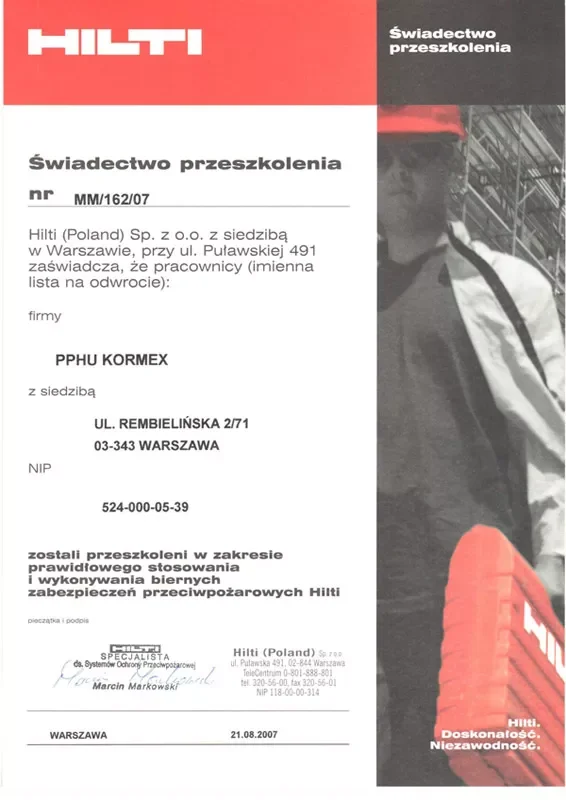 HILTI
Świadectwo
przeszkolenia
Świadectwo przeszkolenia
nr MM/162/07
Hilti (Poland) Sp. z o.o. z siedzibą
w Warszawie, przy ul. Puławskiej 491
zaświadcza, że pracownicy (imienna
lista na odwrocie):
firmy
PPHU KORMEX
z siedzibą
UL. REMBIELIŃSKA 2/71
03-343 WARSZAWA
NIP
524-000-05-39
zostali przeszkoleni w zakresie
prawidłowego stosowania
i wykonywania biernych
zabezpieczeń przeciwpożarowych Hilti
pieczątka i podpis
HILTI
SPECJALISTA
ds. Systemów Ochrony Przeciwpożarowej
Marcin Markowski
Hilti (Poland) Sp. z o.o.
ul. Puławska 491, 02-844 Warszawa
TeleCentrum 0-801-888-801
tel. 320-56-00, fax 320-56-01
NIP 118-00-00-314
WARSZAWA 21.08.2007
HILTI
Hilti.
Doskonałość.
Niezawodność.